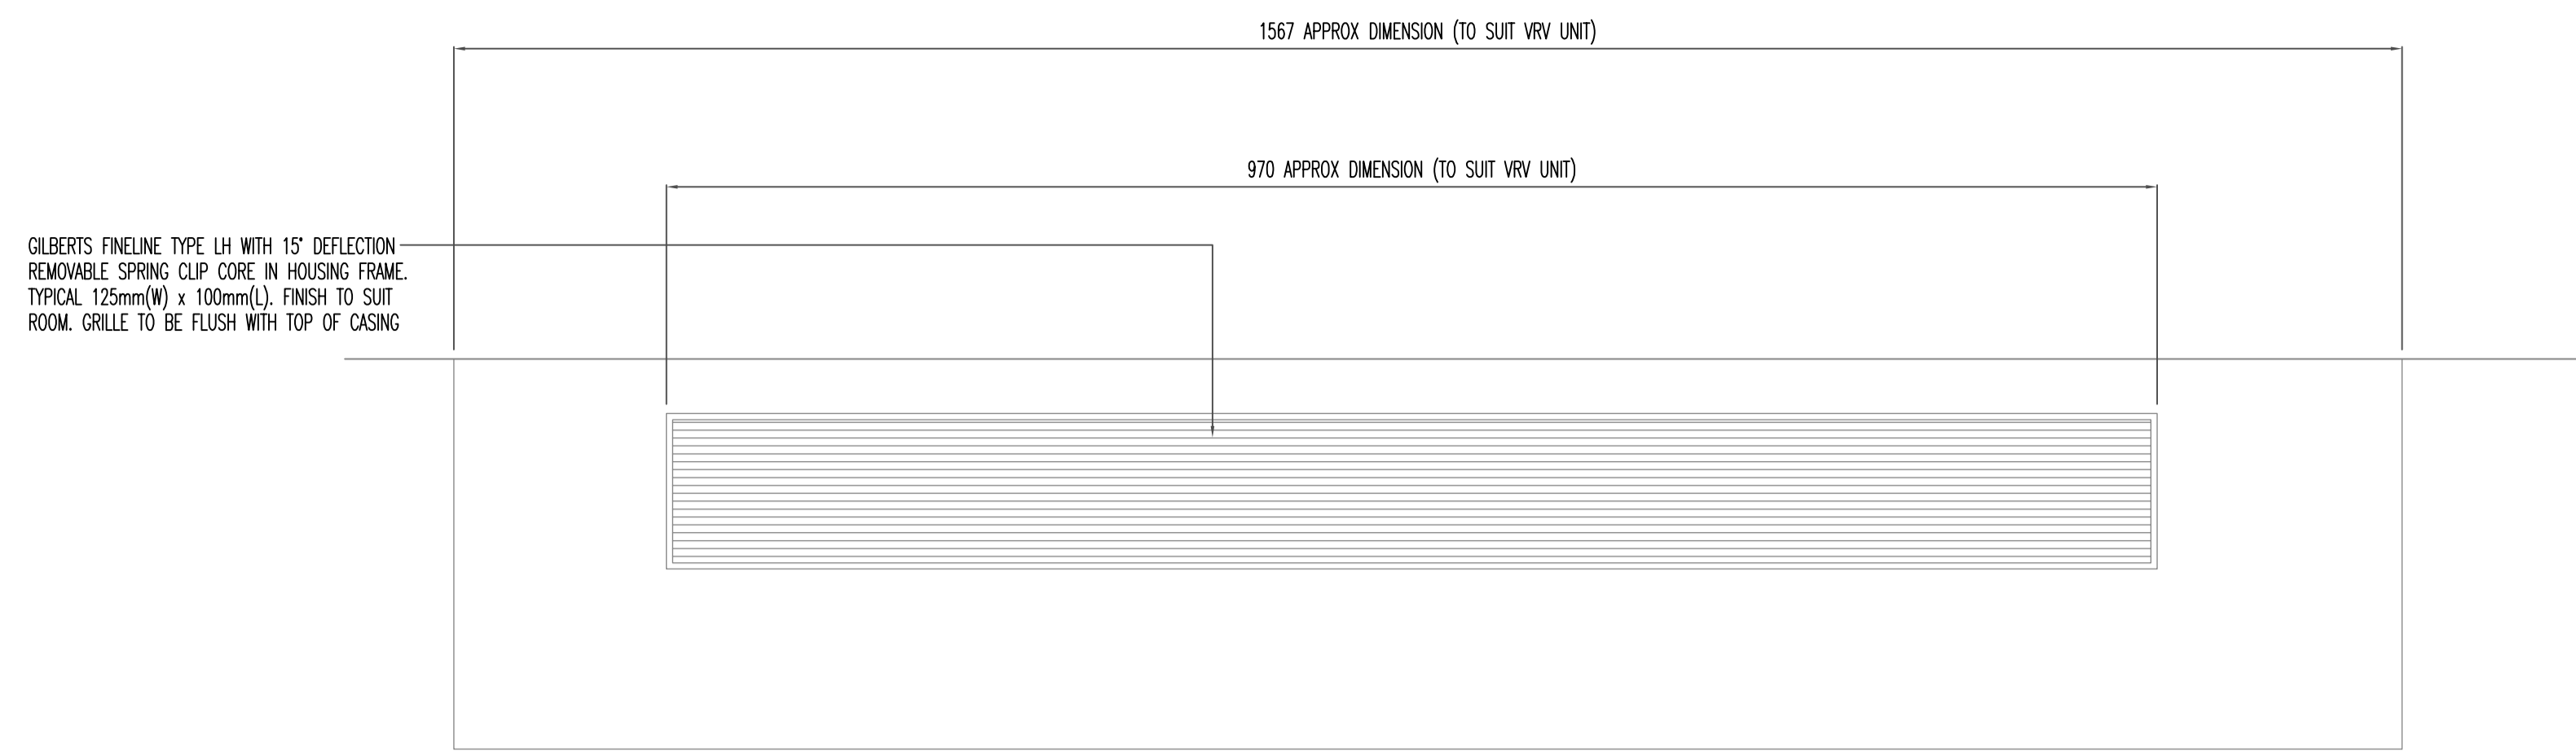 1567 APPROX DIMENSION (TO SUIT VRV UNIT)
970 APPROX DIMENSION (TO SUIT VRV UNIT)
GILBERTS FINELINE TYPE LH WITH 15° DEFLECTION
REMOVABLE SPRING CLIP CORE IN HOUSING FRAME.
TYPICAL 125mm(W) x 100mm(L). FINISH TO SUIT
ROOM. GRILLE TO BE FLUSH WITH TOP OF CASING